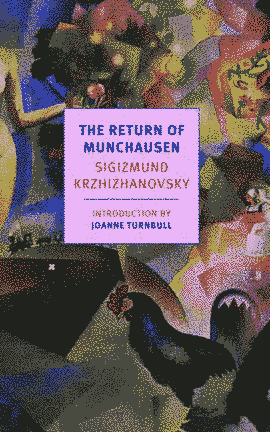 THE RETURN OF
MUNCHAUSEN
SIGIZMUND
KRZHIZHANOVSKY
INTRODUCTION BY
JOANNE TURNBULL